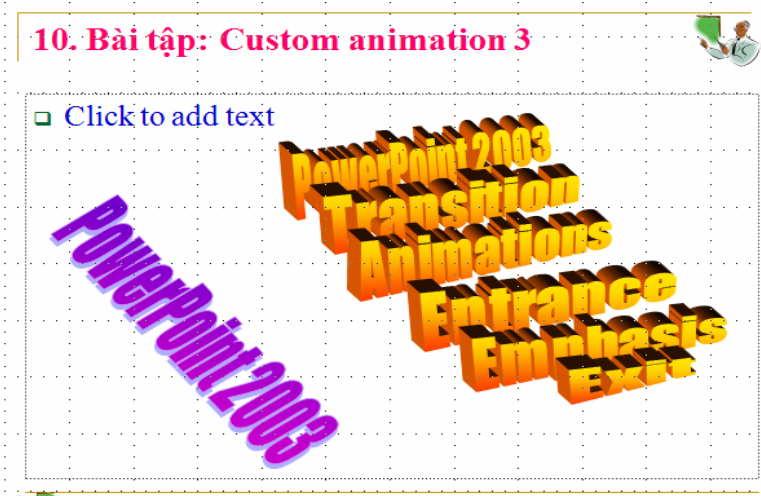 10. Bài tập: Custom animation 3
Click to add text
PowerPoint 2003
Transition
Animations
Entrance
Emphasis
Exit
PowerPoint 2003